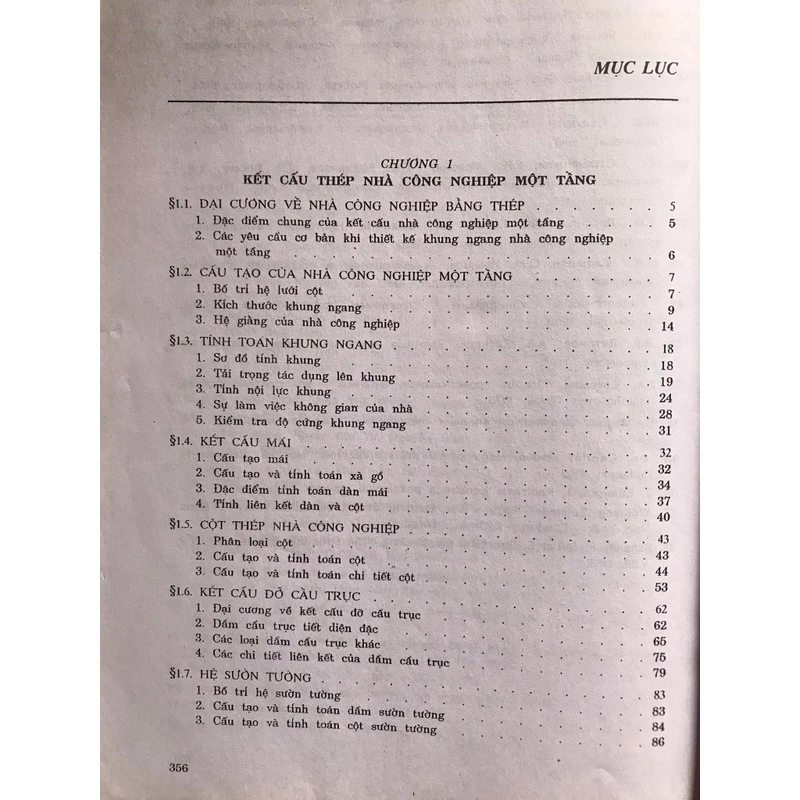 MỤC LỤC
CHƯƠNG 1
KẾT CẤU THÉP NHÀ CÔNG NGHIỆP MỘT TẦNG
§1.1. ĐẠI CƯƠNG VỀ NHÀ CÔNG NGHIỆP BẰNG THÉP . . . . . . . 5
1. Đặc điểm chung của kết cấu nhà công nghiệp một tầng . . . . 5
2. Các yêu cầu cơ bản khi thiết kế khung ngang nhà công nghiệp
một tầng . . . . . . . . . . 6
§1.2. CẤU TẠO CỦA NHÀ CÔNG NGHIỆP MỘT TẦNG . . . . . . . 7
1. Bố trí hệ lưới cột . . . . . . . . . . 7
2. Kích thước khung ngang . . . . . . . . . . 9
3. Hệ giằng của nhà công nghiệp . . . . . . . . . . 14
§1.3. TÍNH TOÁN KHUNG NGANG . . . . . . . . . . 18
1. Sơ đồ tính khung . . . . . . . . . . 18
2. Tải trọng tác dụng lên khung . . . . . . . . . . 19
3. Tính nội lực khung . . . . . . . . . . 24
4. Sự làm việc không gian của nhà . . . . . . . . . . 28
5. Kiểm tra độ cứng khung ngang . . . . . . . . . . 31
§1.4. KẾT CẤU MÁI . . . . . . . . . . 32
1. Cấu tạo mái . . . . . . . . . . 32
2. Cấu tạo và tính toán xà gồ . . . . . . . . . . 34
3. Đặc điểm tính toán dàn mái . . . . . . . . . . 37
4. Tính liên kết dàn và cột . . . . . . . . . . 40
§1.5. CỘT THÉP NHÀ CÔNG NGHIỆP . . . . . . . . . . 43
1. Phân loại cột . . . . . . . . . . 43
2. Cấu tạo và tính toán cột . . . . . . . . . . 44
3. Cấu tạo và tính toán chi tiết cột . . . . . . . . . . 53
§1.6. KẾT CẤU ĐỠ CẦU TRỤC . . . . . . . . . . 62
1. Đại cương về kết cấu đỡ cầu trục . . . . . . . . . . 62
2. Dầm cầu trục tiết diện đặc . . . . . . . . . . 65
3. Các loại dầm cầu trục khác . . . . . . . . . . 75
4. Các chi tiết liên kết của dầm cầu trục . . . . . . . . . . 79
§1.7. HỆ SƯỜN TƯỜNG . . . . . . . . . . 83
1. Bố trí hệ sườn tường . . . . . . . . . . 83
2. Cấu tạo và tính toán dầm sườn tường . . . . . . . . . . 84
3. Cấu tạo và tính toán cột sườn tường . . . . . . . . . . 86
356